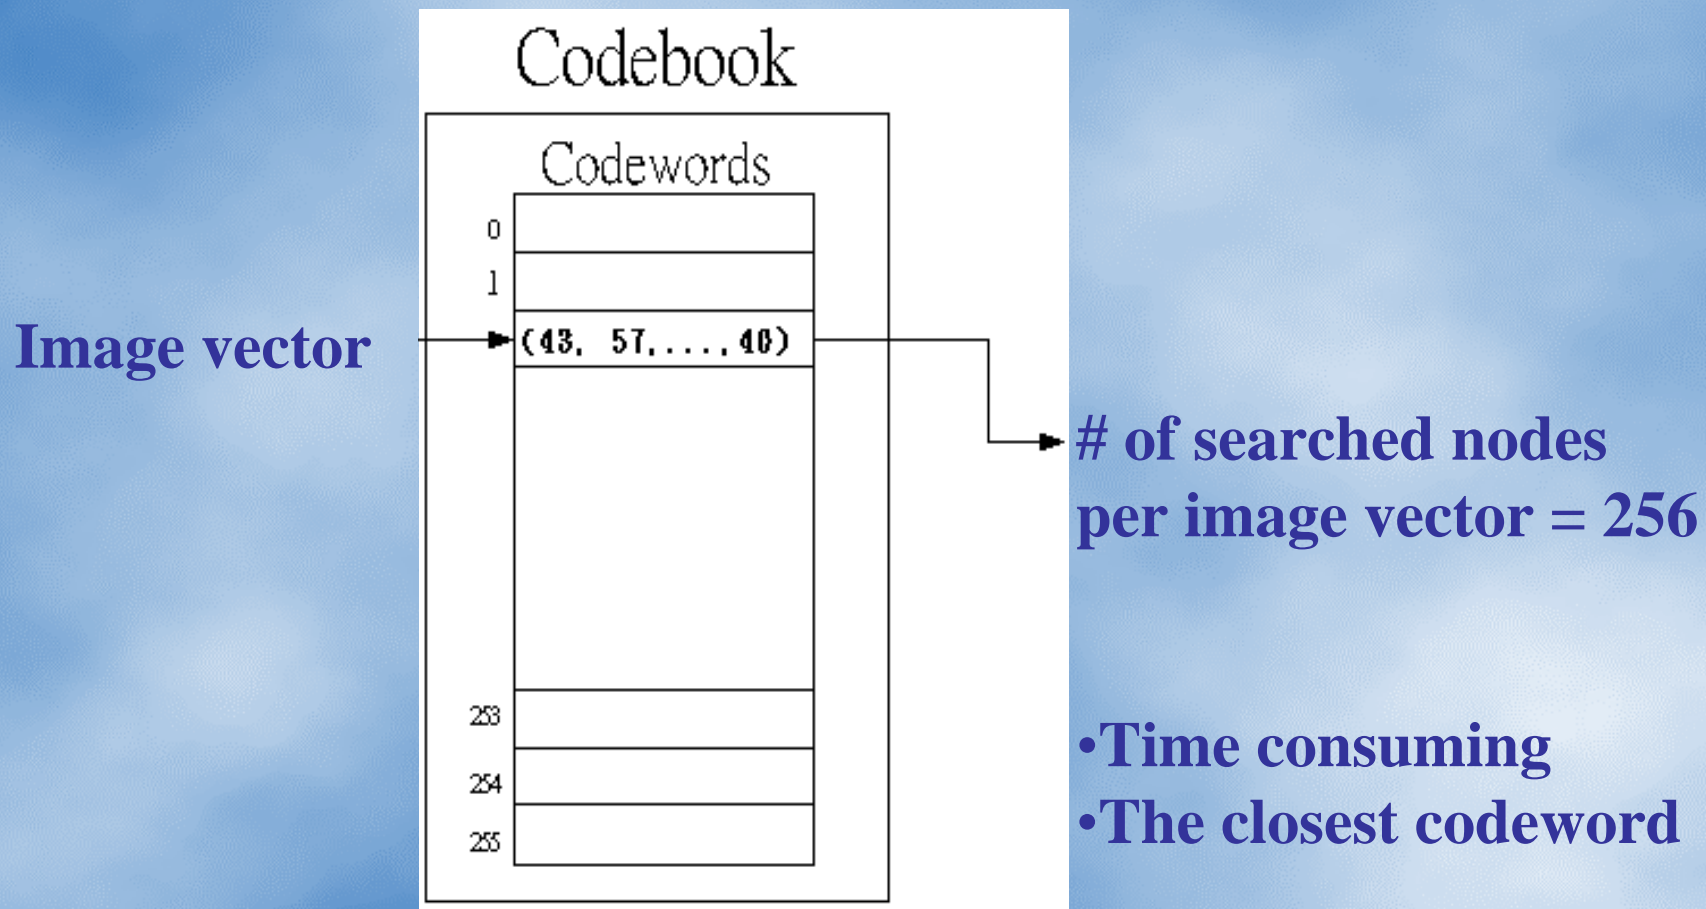 Codebook
Codewords
0
1
Image vector
(43, 57,...,40)
# of searched nodes
per image vector = 256
253
254
255
•Time consuming
•The closest codeword